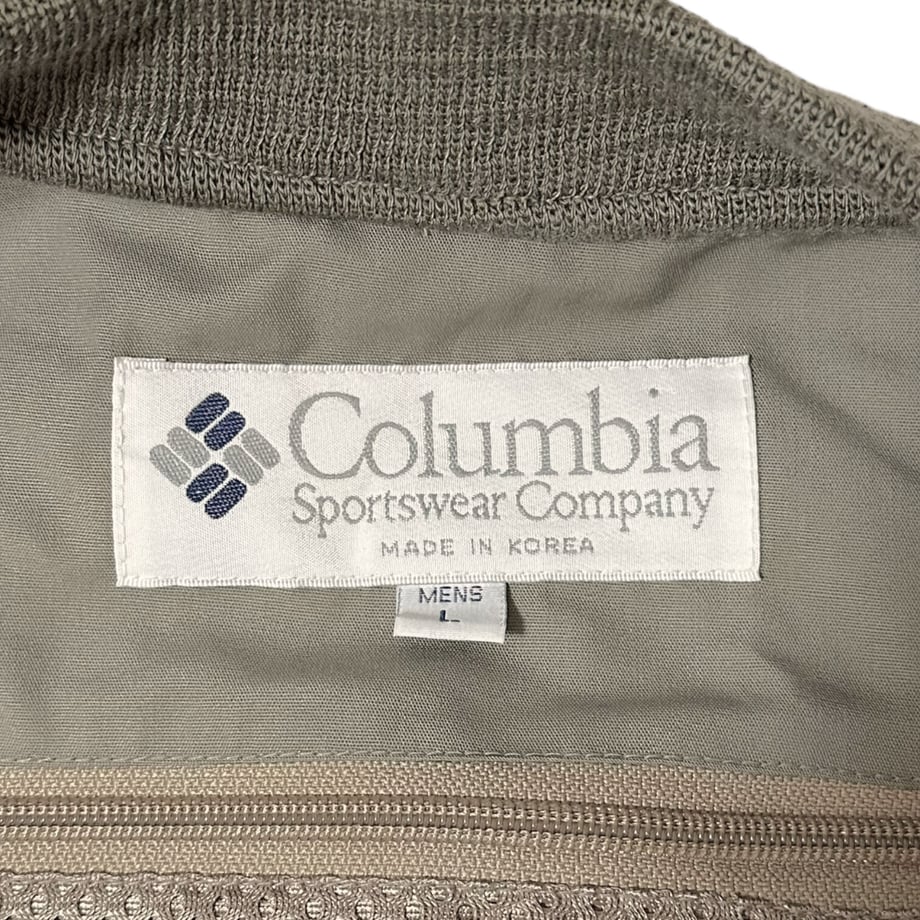 Columbia
Sportswear Company
MADE IN KOREA
MENS
L